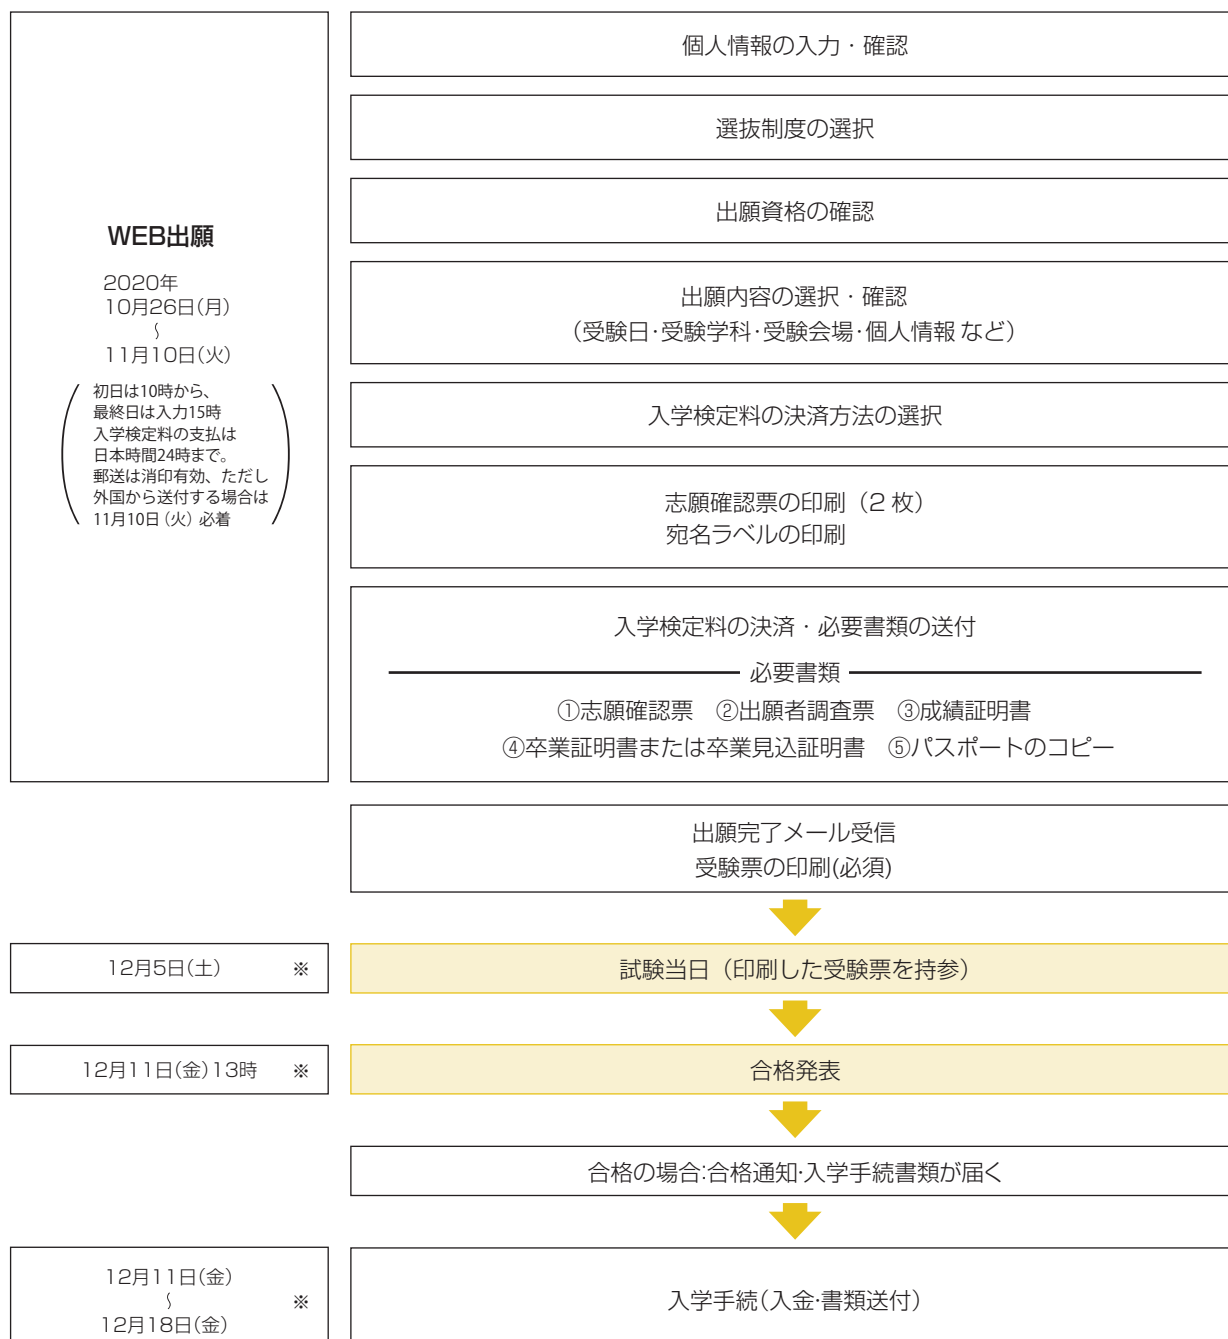 WEB出願
2020年
10月26日(月)
〜
11月10日(火)
初日は10時から、
最終日は入力15時
入学検定料の支払は
日本時間24時まで。
郵送は消印有効、ただし
外国から送付する場合は
11月10日(火)必着
個人情報の入力・確認
選抜制度の選択
出願資格の確認
出願内容の選択・確認
(受験日・受験学科・受験会場・個人情報 など)
入学検定料の決済方法の選択
志願確認票の印刷(2枚)
宛名ラベルの印刷
入学検定料の決済・必要書類の送付
必要書類
①志願確認票 ②出願者調査票 ③成績証明書
④卒業証明書または卒業見込証明書 ⑤パスポートのコピー
出願完了メール受信
受験票の印刷(必須)
12月5日(土) ※
試験当日(印刷した受験票を持参)
12月11日(金)13時 ※
合格発表
合格の場合:合格通知・入学手続書類が届く
12月11日(金)
〜 ※
12月18日(金)
入学手続(入金・書類送付)